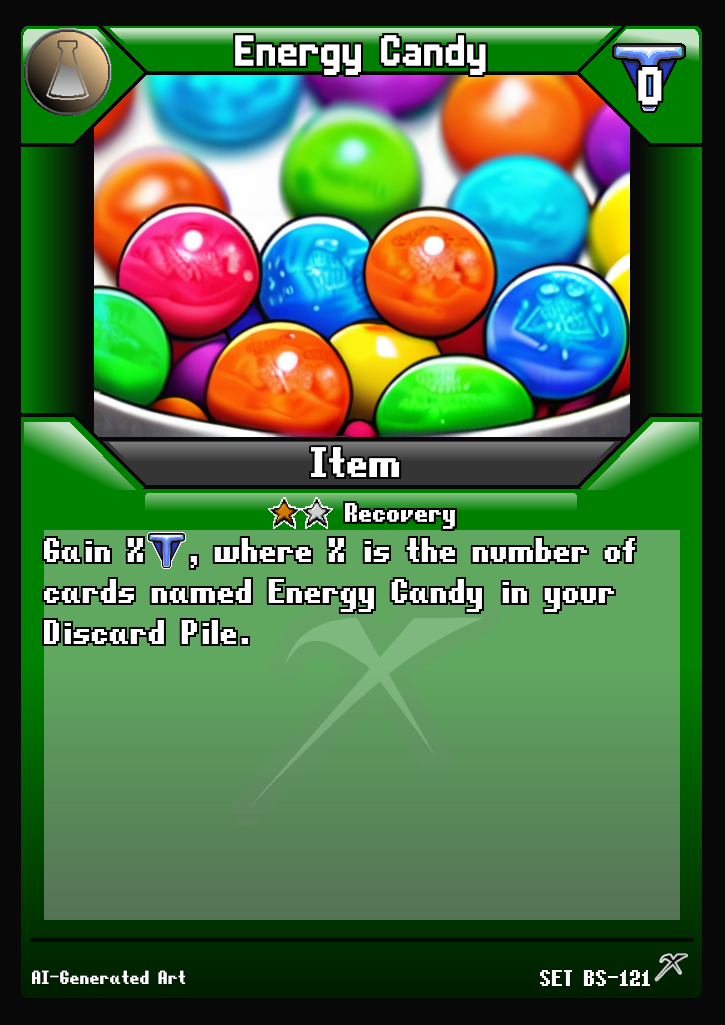 Energy Candy
0
Item
Recovery
Gain XT, where X is the number of
cards named Energy Candy in your
Discard Pile.
AI-Generated Art
SET BS-121